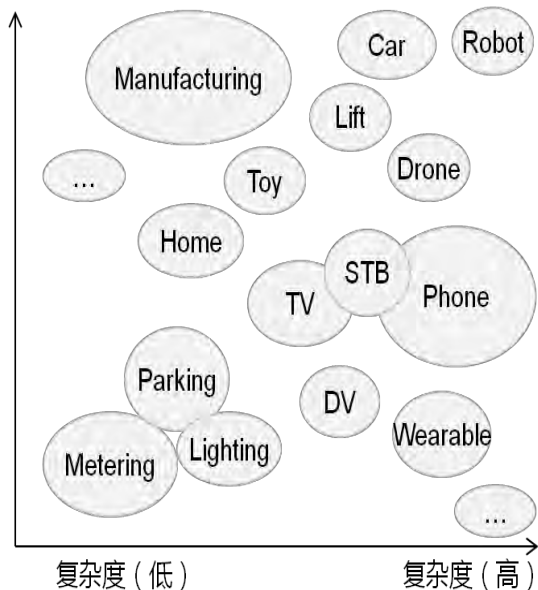 Car
Robot
Manufacturing
Lift
Drone
...
Toy
Home
STB
TV
Phone
Parking
DV
Wearable
Lighting
Metering
...
复杂度 ( 低 )
复杂度 ( 高 )